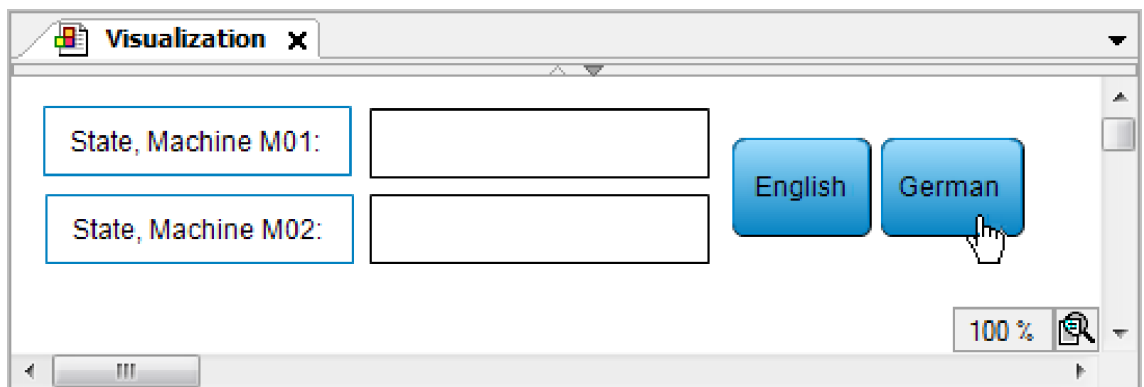 Visualization
State, Machine M01:
English German
State, Machine M02:
100 %